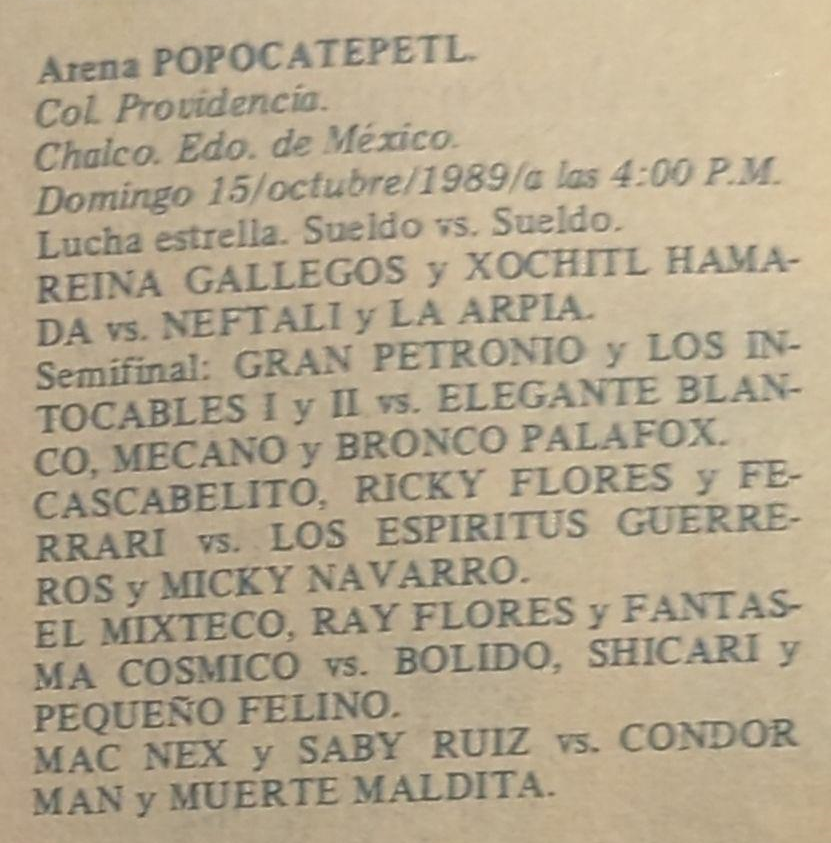 Arena POPOCATEPETL.
Col. Providencia.
Chalco. Edo. de México.
Domingo 15/octubre/1989/a las 4:00 P.M.
Lucha estrella. Sueldo vs. Sueldo.
REINA GALLEGOS y XOCHITL HAMA-
DA vs. NEFTALI y LA ARPIA.
Semifinal: GRAN PETRONIO y LOS IN-
TOCABLES I y II vs. ELEGANTE BLAN-
CO, MECANO y BRONCO PALAFOX.
CASCABELITO, RICKY FLORES y FE-
RRARI vs. LOS ESPIRITUS GUERRE-
ROS y MICKY NAVARRO.
EL MIXTECO, RAY FLORES y FANTAS-
MA COSMICO vs. BOLIDO, SHICARI y
PEQUEÑO FELINO.
MAC NEX y SABY RUIZ vs. CONDOR
MAN y MUERTE MALDITA.